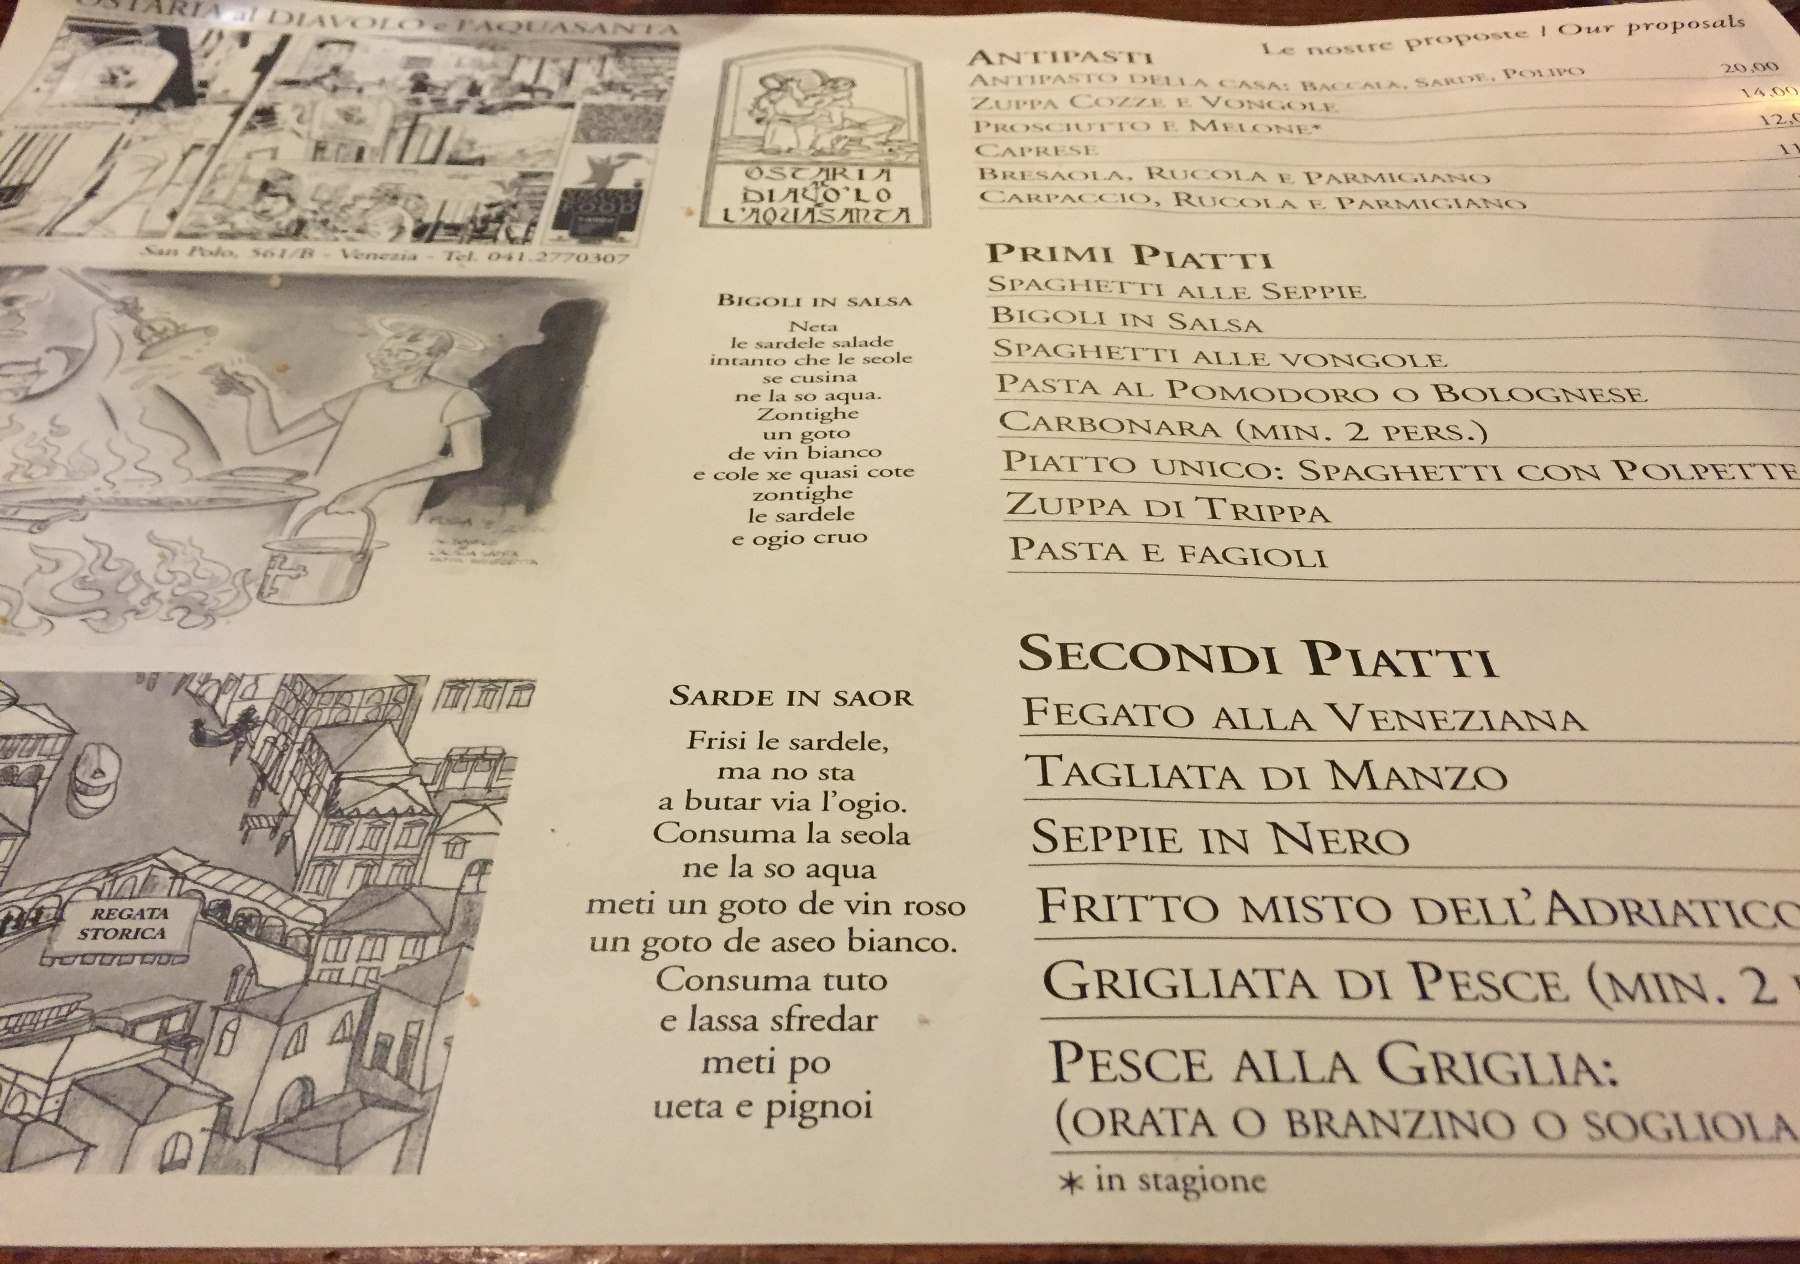 OSTARIA al DIAVOLO e l'AQUASANTA
San Polo, 561/B - Venezia - Tel. 041.2770307
REGATA
STORICA
OSTARIA
DIAVOLO
L'AQUASANTA
BIGOLI IN SALSA
Neta
le sardele salade
intanto che le seole
se cusina
ne la so aqua.
Zontighe
un goto
de vin bianco
e cole xe quasi cote
zontighe
le sardele
e ogio cruo
SARDE IN SAOR
Frisi le sardele,
ma no sta
a butar via l'ogio.
Consuma la seola
ne la so aqua
meti un goto de vin roso
un goto de aseo bianco.
Consuma tuto
e lassa sfredar
meti po
ueta e pignoi
Le nostre proposte / Our proposals
ANTIPASTI
ANTIPASTO DELLA CASA: BACCALA, SARDE, POLIPO 20,00
ZUPPA COZZE E VONGOLE 14,00
PROSCIUTTO E MELONE* 12,0
CAPRESE 11
BRESAOLA, RUCOLA E PARMIGIANO
CARPACCIO, RUCOLA E PARMIGIANO
PRIMI PIATTI
SPAGHETTI ALLE SEPPIE
BIGOLI IN SALSA
SPAGHETTI ALLE VONGOLE
PASTA AL POMODORO O BOLOGNESE
CARBONARA (MIN. 2 PERS.)
PIATTO UNICO: SPAGHETTI CON POLPETTE
ZUPPA DI TRIPPA
PASTA E FAGIOLI
SECONDI PIATTI
FEGATO ALLA VENEZIANA
TAGLIATA DI MANZO
SEPPIE IN NERO
FRITTO MISTO DELL'ADRIATICO
GRIGLIATA DI PESCE (MIN. 2
PESCE ALLA GRIGLIA:
(ORATA O BRANZINO O SOGLIOLA
* in stagione